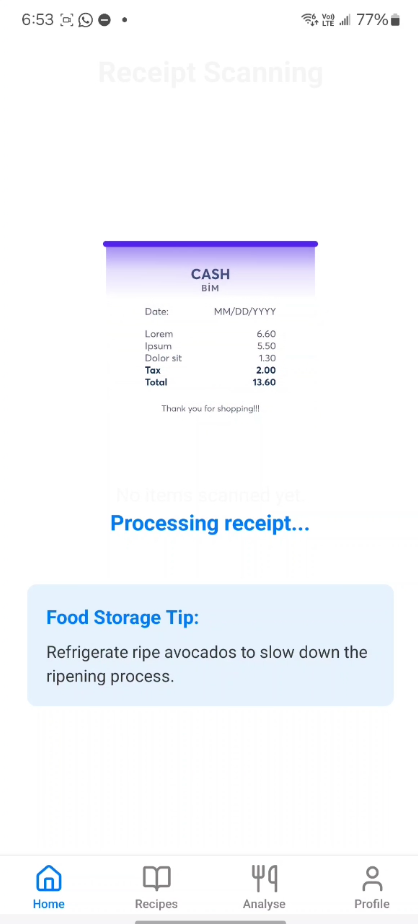 6:53
Vo))
LTE
77%
Receipt Scanning
CASH
BİM
Date: MM/DD/YYYY
Lorem 6.60
Ipsum 5.50
Dolor sit 1.30
Tax 2.00
Total 13.60
Thank you for shopping!!!
No items scanned yet.
Processing receipt...
Food Storage Tip:
Refrigerate ripe avocados to slow down the
ripening process.
Home Recipes Analyse Profile